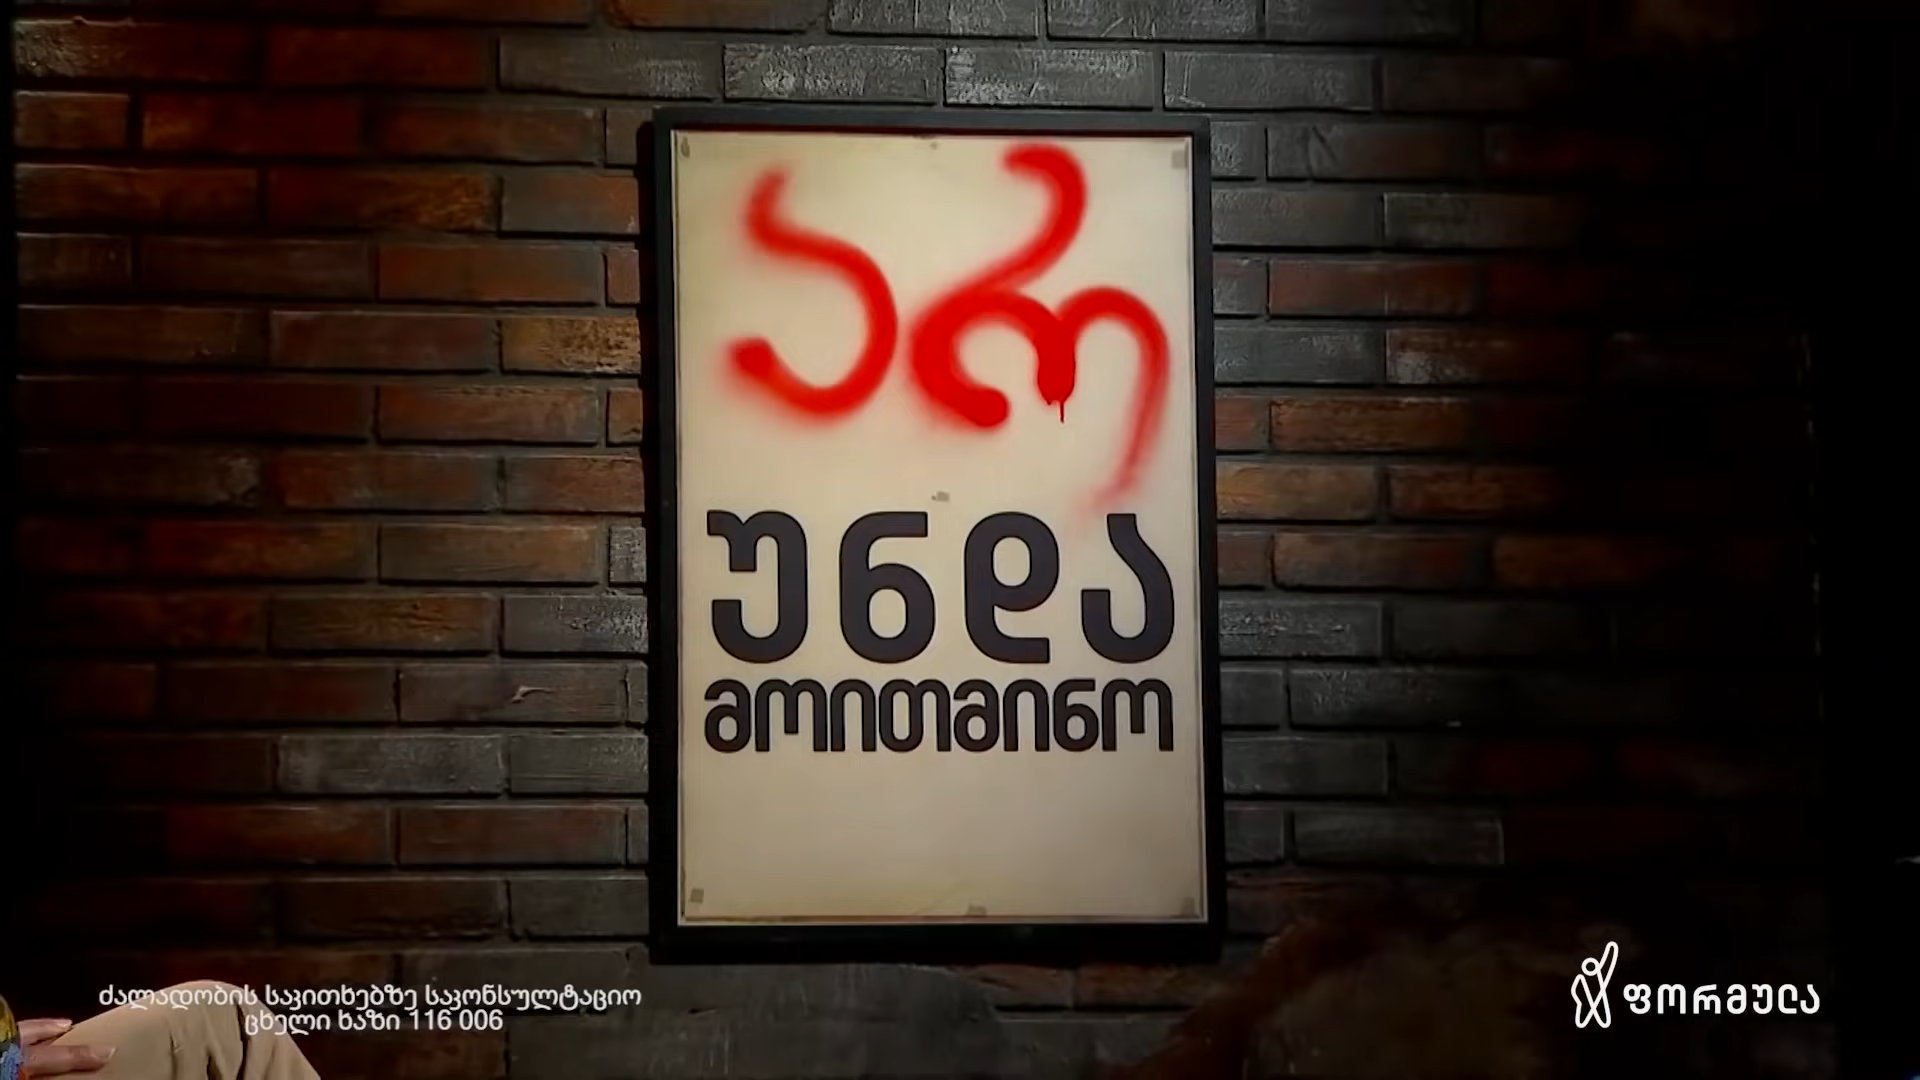 არ
უნდა
მოითმინო
ძალადობის საკითხებზე საკონსულტაციო
ცხელი ხაზი 116 006
ფორმულა